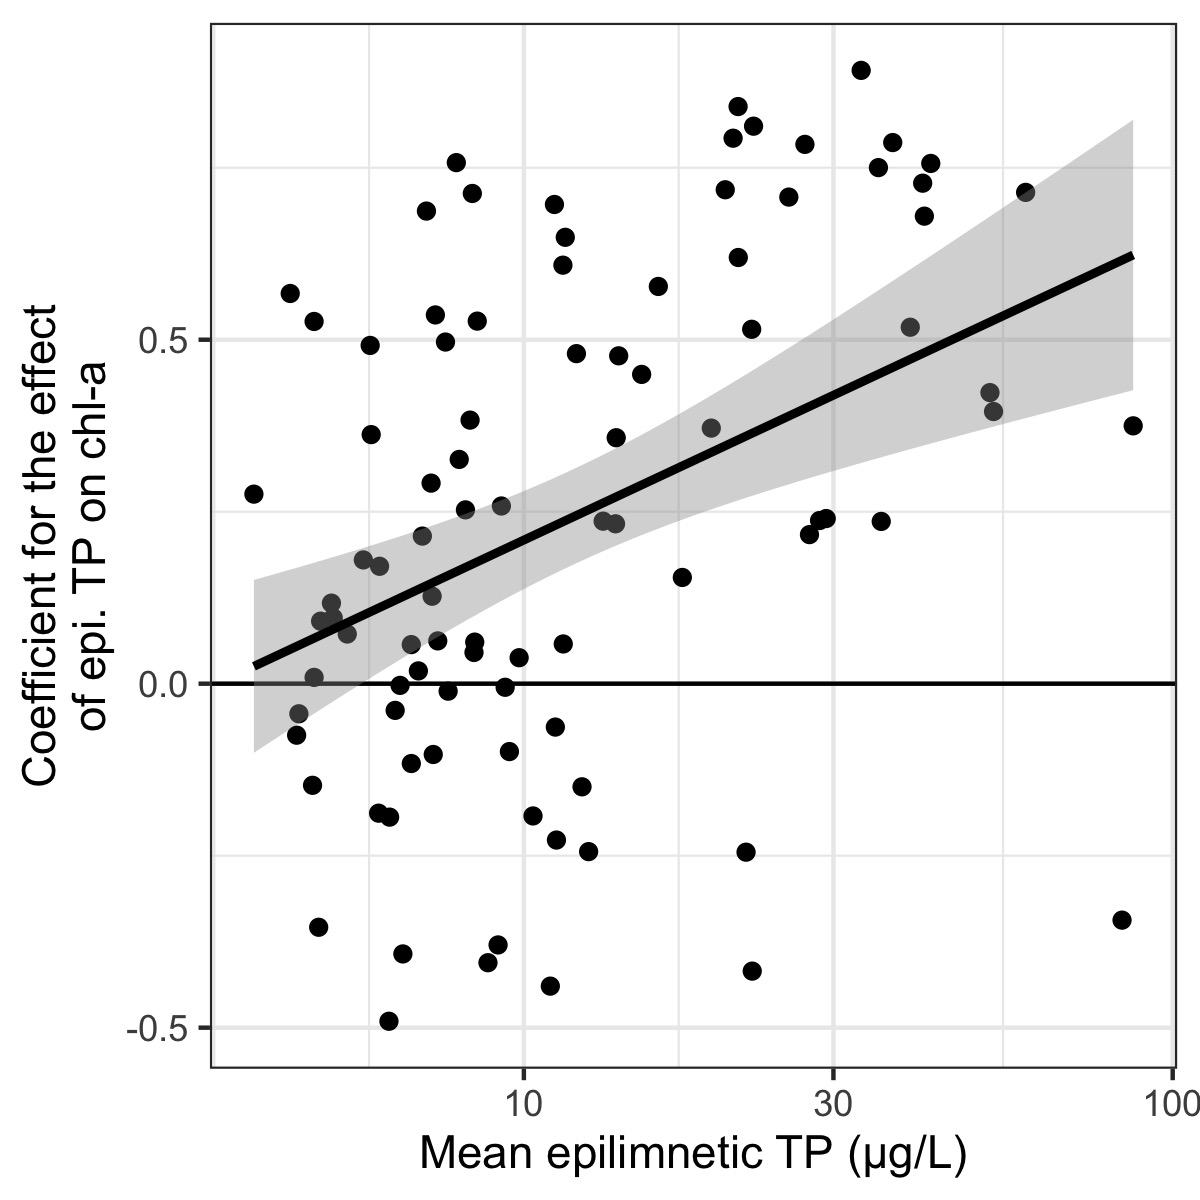 Coefficient for the effect
of epi. TP on chl-a
0.5
0.0
-0.5
10
30
100
Mean epilimnetic TP (µg/L)